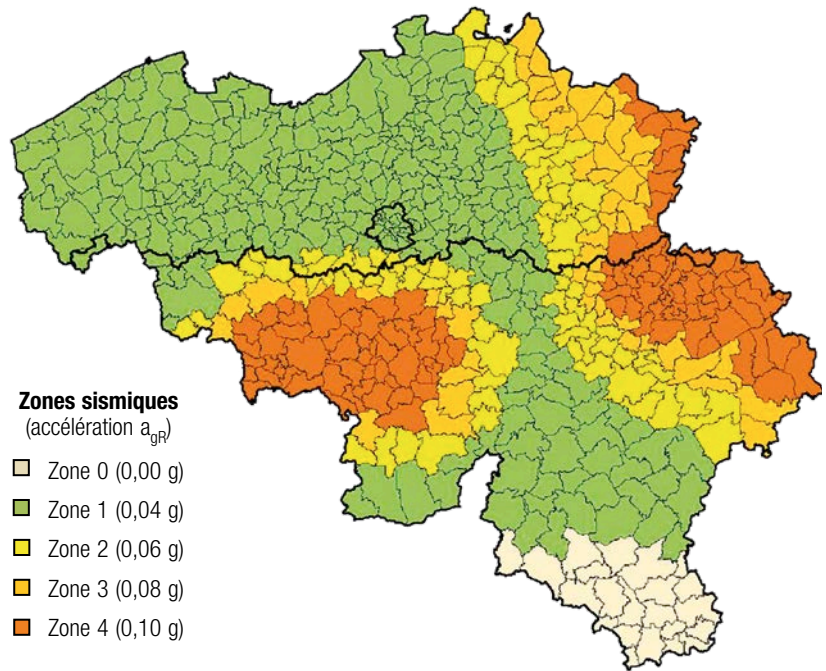 Zones sismiques
(accélération agR)
Zone 0 (0,00 g)
Zone 1 (0,04 g)
Zone 2 (0,06 g)
Zone 3 (0,08 g)
Zone 4 (0,10 g)